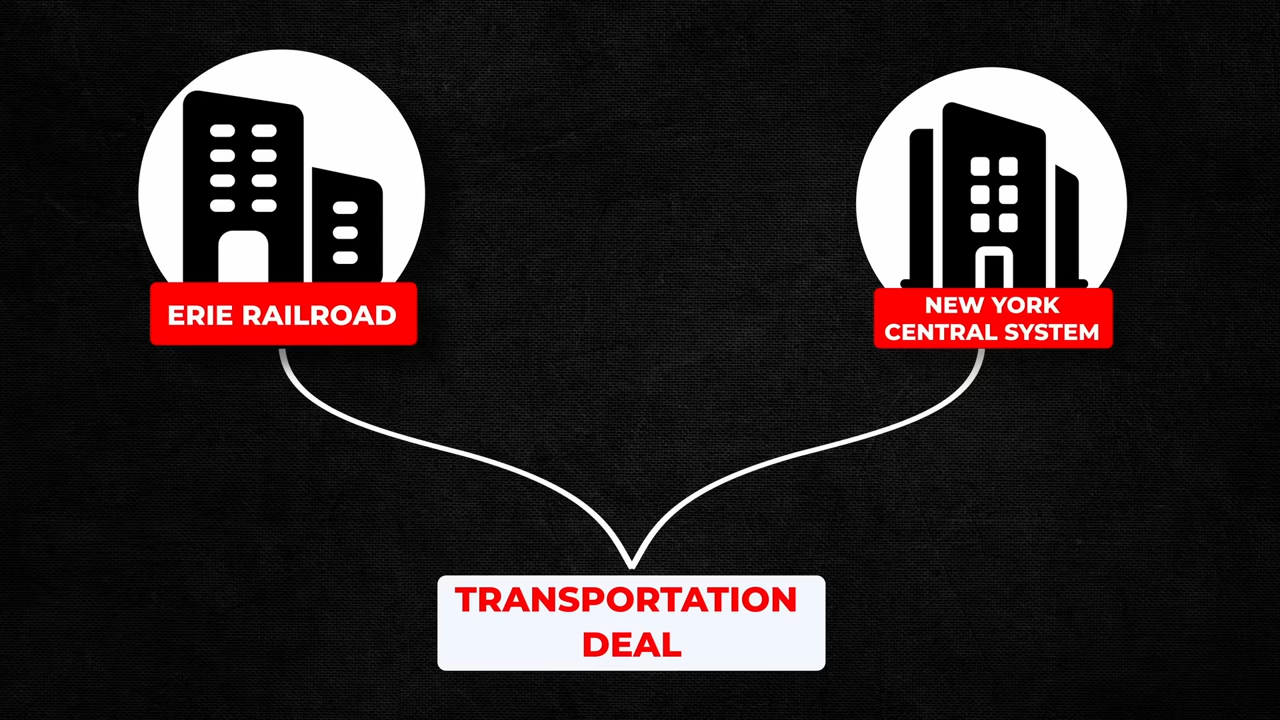 ERIE RAILROAD
NEW YORK
CENTRAL SYSTEM
TRANSPORTATION
DEAL